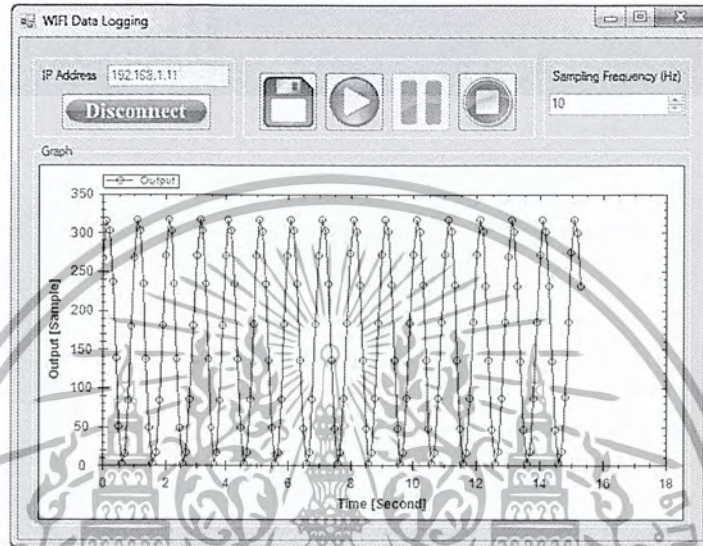 WIFI Data Logging
IP Address 192.168.1.11
Disconnect
Sampling Frequency (Hz)
10
Graph
Output
350
300
250
200
150
100
50
0
Output [Sample]
0 2 4 6 8 10 12 14 16 18
Time [Second]